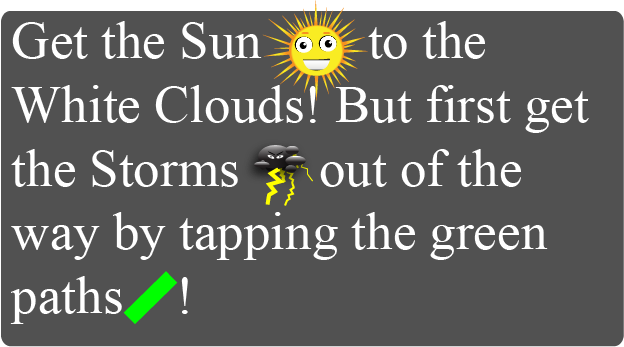 Get the Sun to the
White Clouds! But first get
the Storms out of the
way by tapping the green
paths !